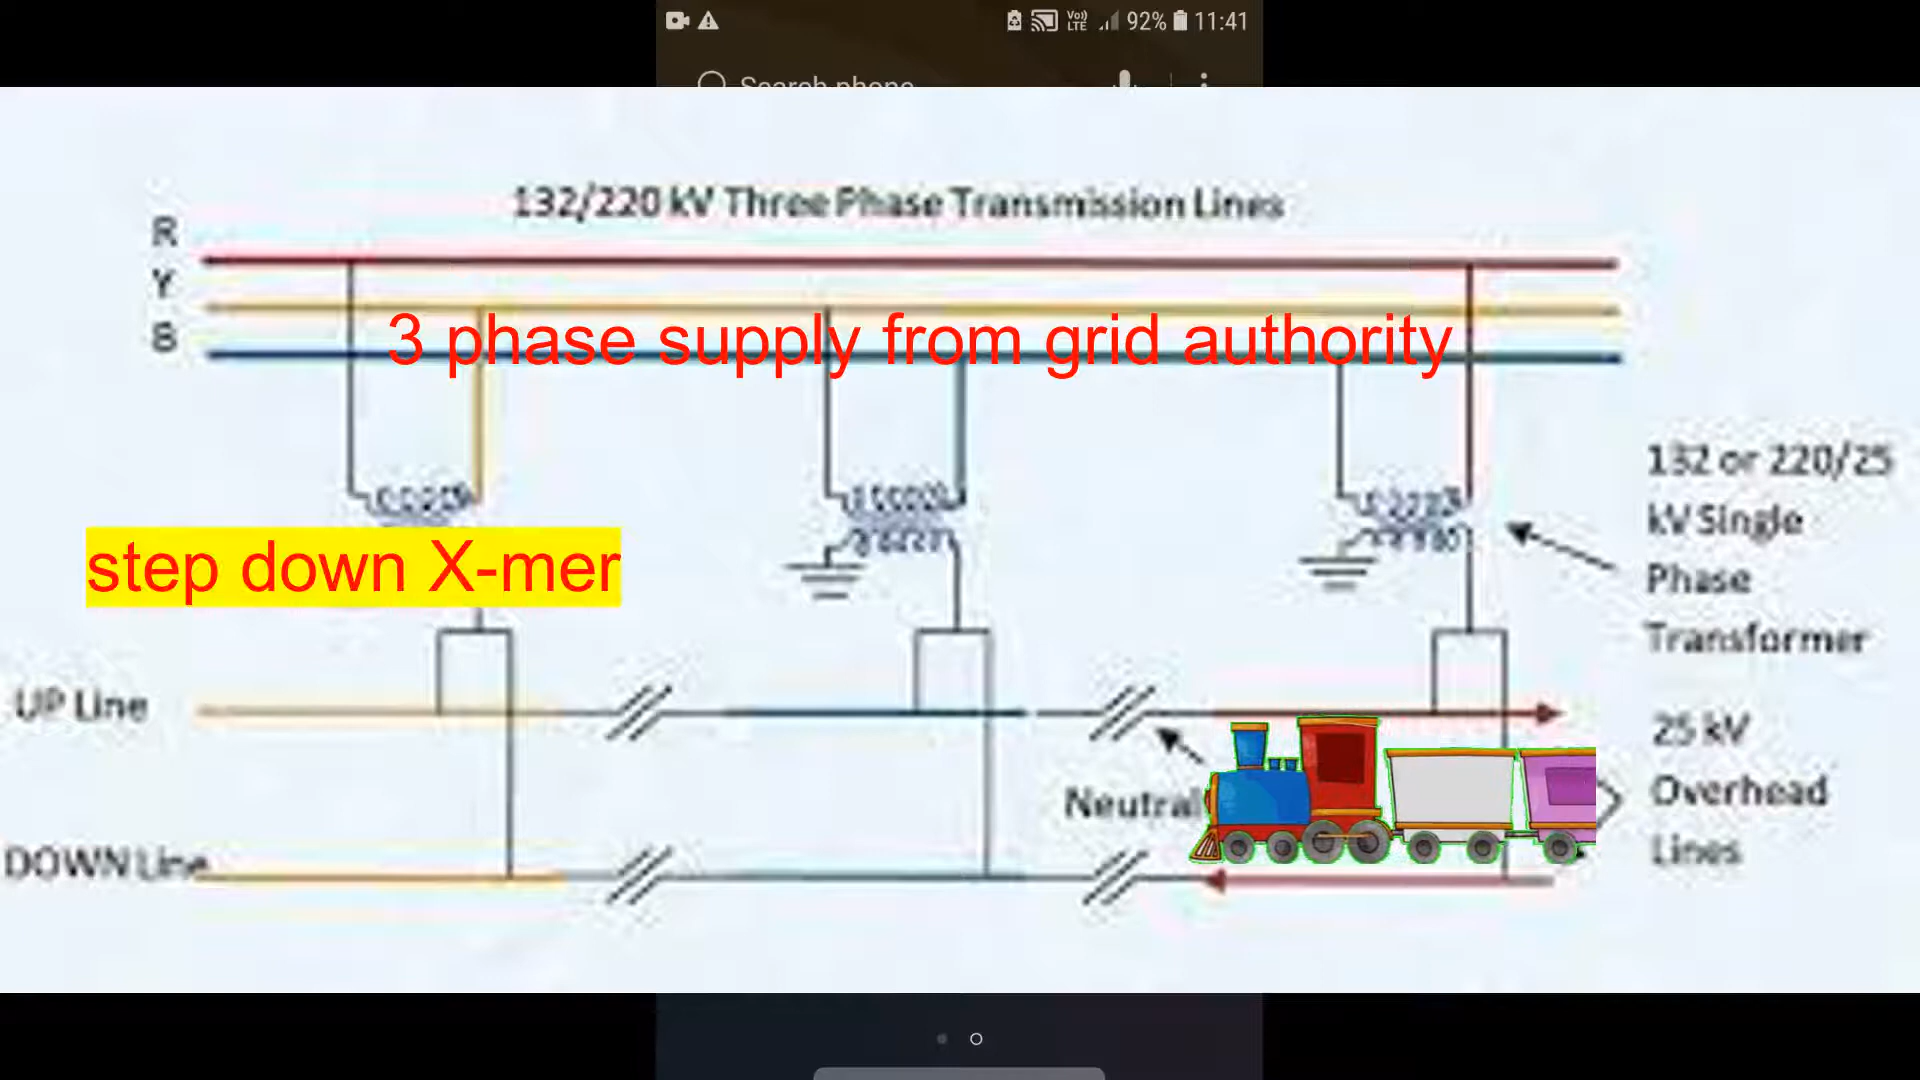 Vo)) LTE 92% 11:41
Search phone
132/220 kV Three Phase Transmission Lines
R
Y
B
3 phase supply from grid authority
132 or 220/25
kV Single
Phase
Transformer
step down X-mer
UP Line
25 kV
Overhead
Lines
Neutral
DOWN Line